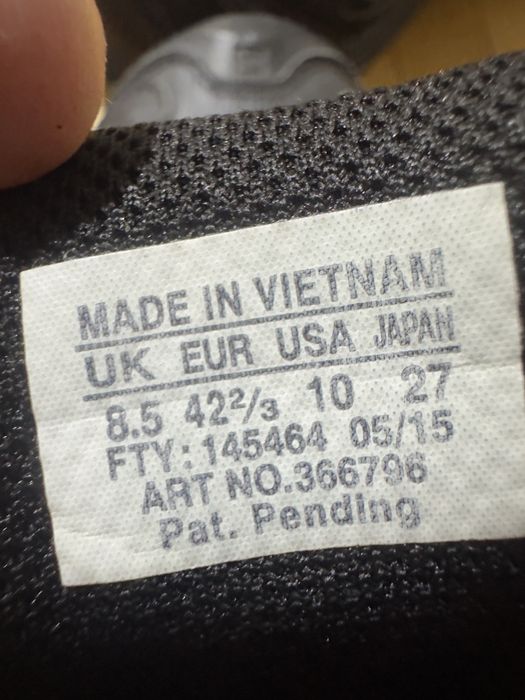 MADE IN VIETNAM
UK EUR USA JAPAN
8.5 42²/₃ 10 27
FTY: 145464 05/15
ART NO.366796
Pat. Pending